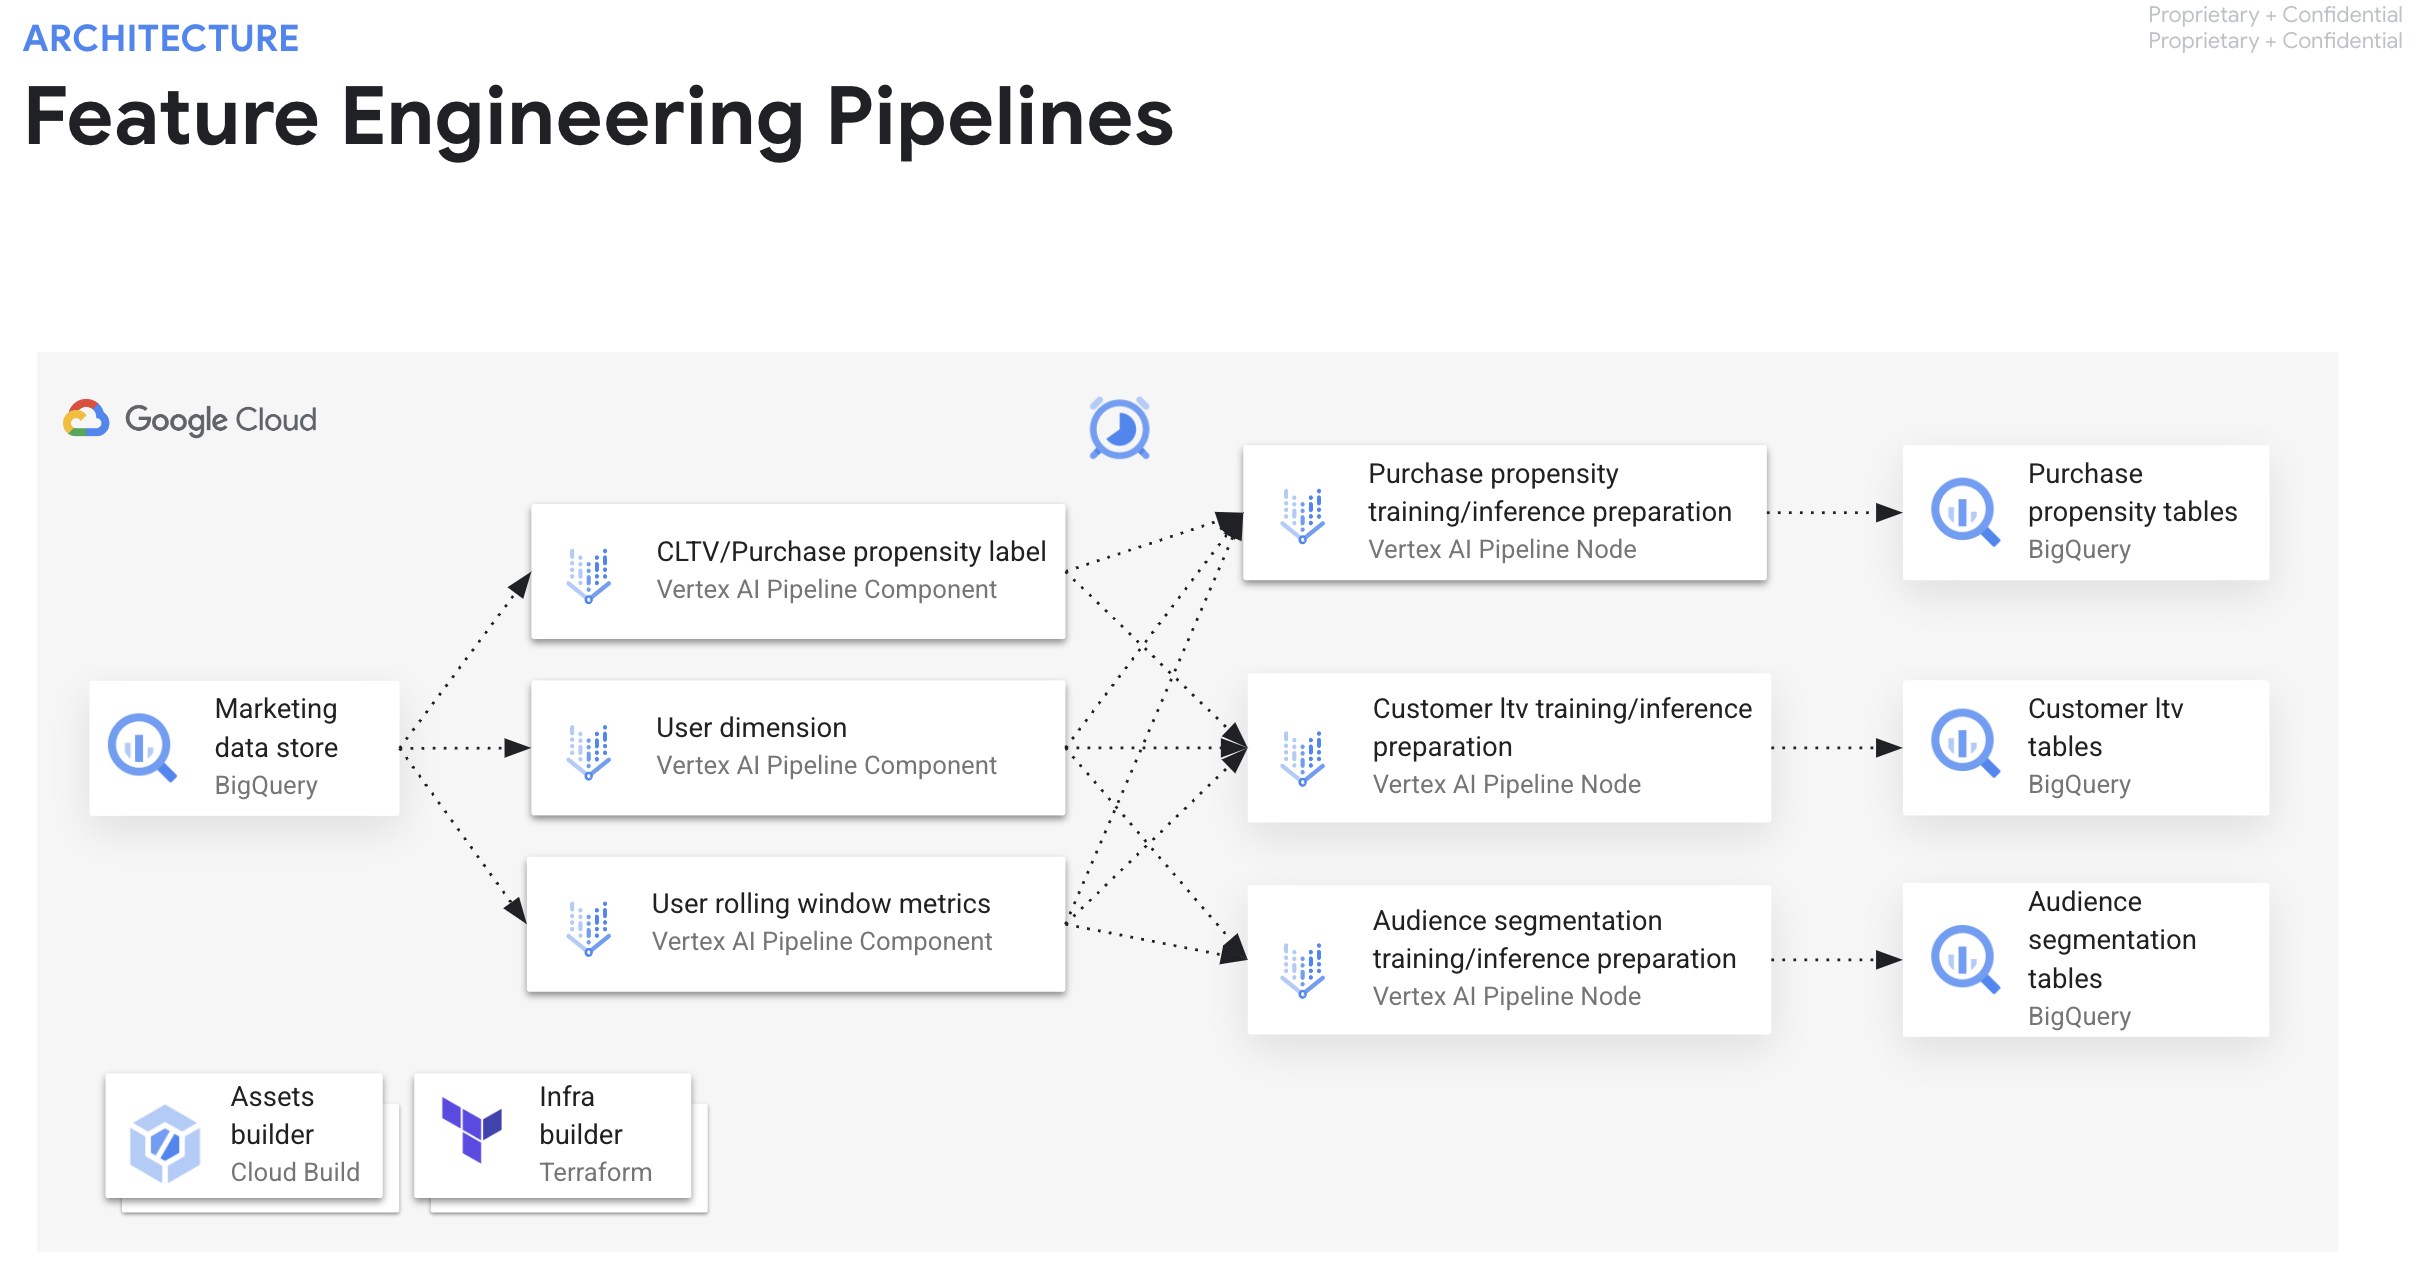 ARCHITECTURE
Proprietary + Confidential
Proprietary + Confidential
Feature Engineering Pipelines
Google Cloud
Marketing
data store
BigQuery
CLTV/Purchase propensity label
Vertex AI Pipeline Component
User dimension
Vertex AI Pipeline Component
User rolling window metrics
Vertex AI Pipeline Component
Purchase propensity
training/inference preparation
Vertex AI Pipeline Node
Customer ltv training/inference
preparation
Vertex AI Pipeline Node
Audience segmentation
training/inference preparation
Vertex AI Pipeline Node
Purchase
propensity tables
BigQuery
Customer ltv
tables
BigQuery
Audience
segmentation
tables
BigQuery
Assets
builder
Cloud Build
Infra
builder
Terraform